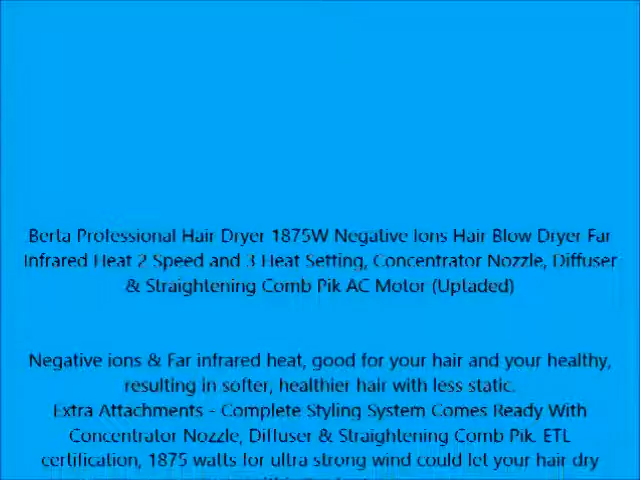 Berta Professional Hair Dryer 1875W Negative Ions Hair Blow Dryer Far
Infrared Heat 2 Speed and 3 Heat Setting, Concentrator Nozzle, Diffuser
& Straightening Comb Pik AC Motor (Uptaded)
Negative ions & Far infrared heat, good for your hair and your healthy,
resulting in softer, healthier hair with less static.
Extra Attachments - Complete Styling System Comes Ready With
Concentrator Nozzle, Diffuser & Straightening Comb Pik. ETL
certification, 1875 watts for ultra strong wind could let your hair dry